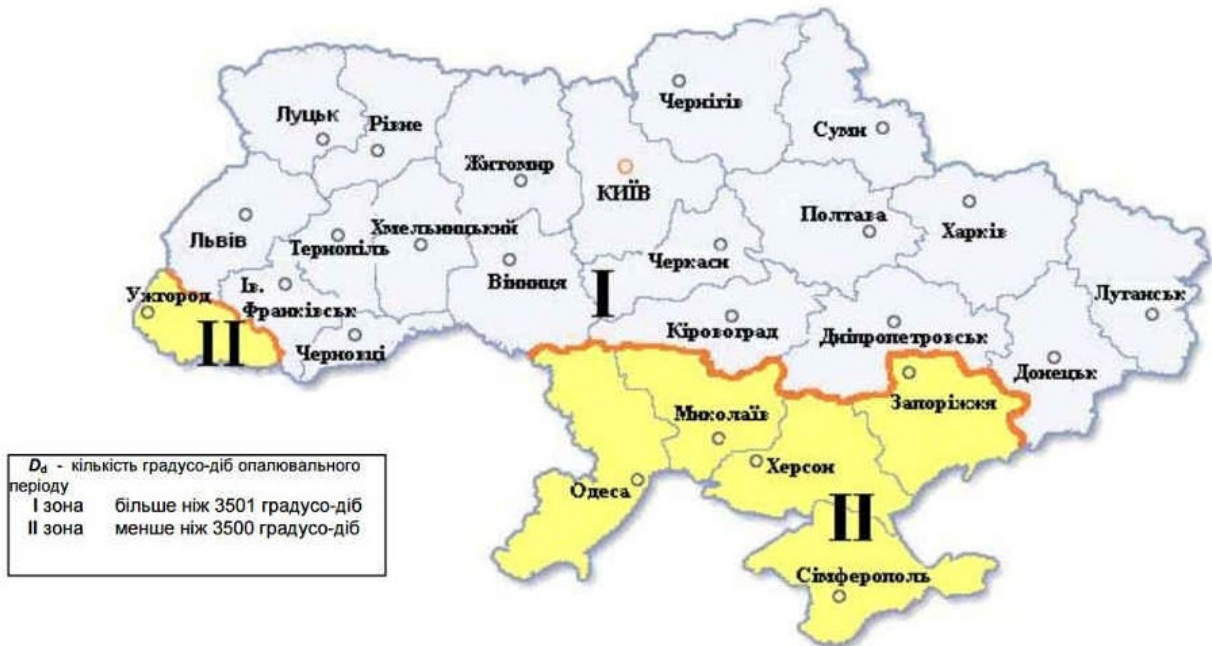 Чернігів
Луцьк
Рівне
Суми
Житомир
КИЇВ
Полтава
Харків
Львів
Тернопіль
Хмельницький
Черкаси
Вінниця
I
Ужгород
Ів.
Франківськ
II
Черновці
Кіровоград
Дніпропетровськ
Луганськ
Донецьк
Запоріжжя
Миколаїв
Херсон
Одеса
II
Сімферополь
Dd - кількість градусо-діб опалювального
періоду
I зона більше ніж 3501 градусо-діб
II зона менше ніж 3500 градусо-діб